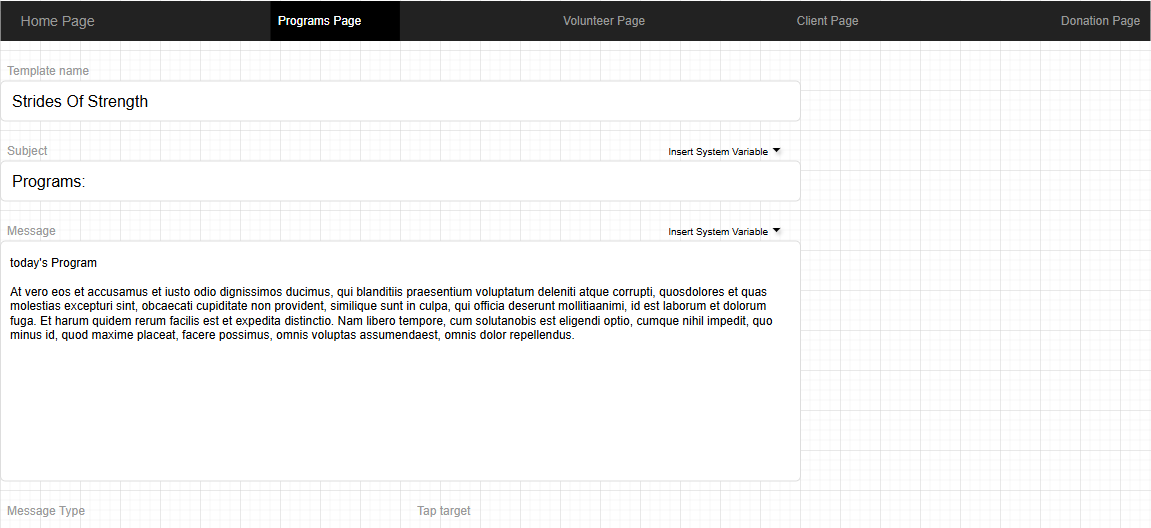 Home Page Programs Page Volunteer Page Client Page Donation Page
Template name
Strides Of Strength
Subject Insert System Variable
Programs:
Message Insert System Variable
today's Program
At vero eos et accusamus et iusto odio dignissimos ducimus, qui blanditiis praesentium voluptatum deleniti atque corrupti, quosdolores et quas
molestias excepturi sint, obcaecati cupiditate non provident, similique sunt in culpa, qui officia deserunt mollitiaanimi, id est laborum et dolorum
fuga. Et harum quidem rerum facilis est et expedita distinctio. Nam libero tempore, cum solutanobis est eligendi optio, cumque nihil impedit, quo
minus id, quod maxime placeat, facere possimus, omnis voluptas assumendaest, omnis dolor repellendus.
Message Type Tap target